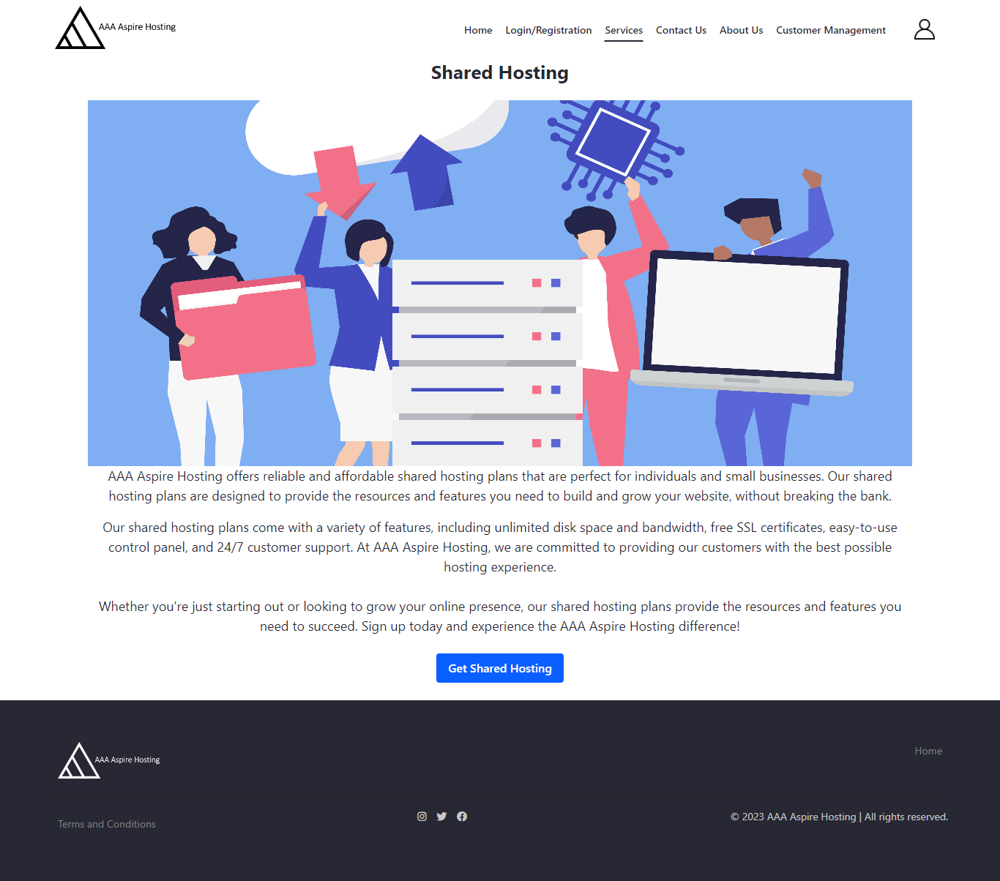 AAA Aspire Hosting
Home Login/Registration Services Contact Us About Us Customer Management
Shared Hosting
AAA Aspire Hosting offers reliable and affordable shared hosting plans that are perfect for individuals and small businesses. Our shared
hosting plans are designed to provide the resources and features you need to build and grow your website, without breaking the bank.
Our shared hosting plans come with a variety of features, including unlimited disk space and bandwidth, free SSL certificates, easy-to-use
control panel, and 24/7 customer support. At AAA Aspire Hosting, we are committed to providing our customers with the best possible
hosting experience.
Whether you're just starting out or looking to grow your online presence, our shared hosting plans provide the resources and features you
need to succeed. Sign up today and experience the AAA Aspire Hosting difference!
Get Shared Hosting
AAA Aspire Hosting
Home
Terms and Conditions
© 2023 AAA Aspire Hosting | All rights reserved.